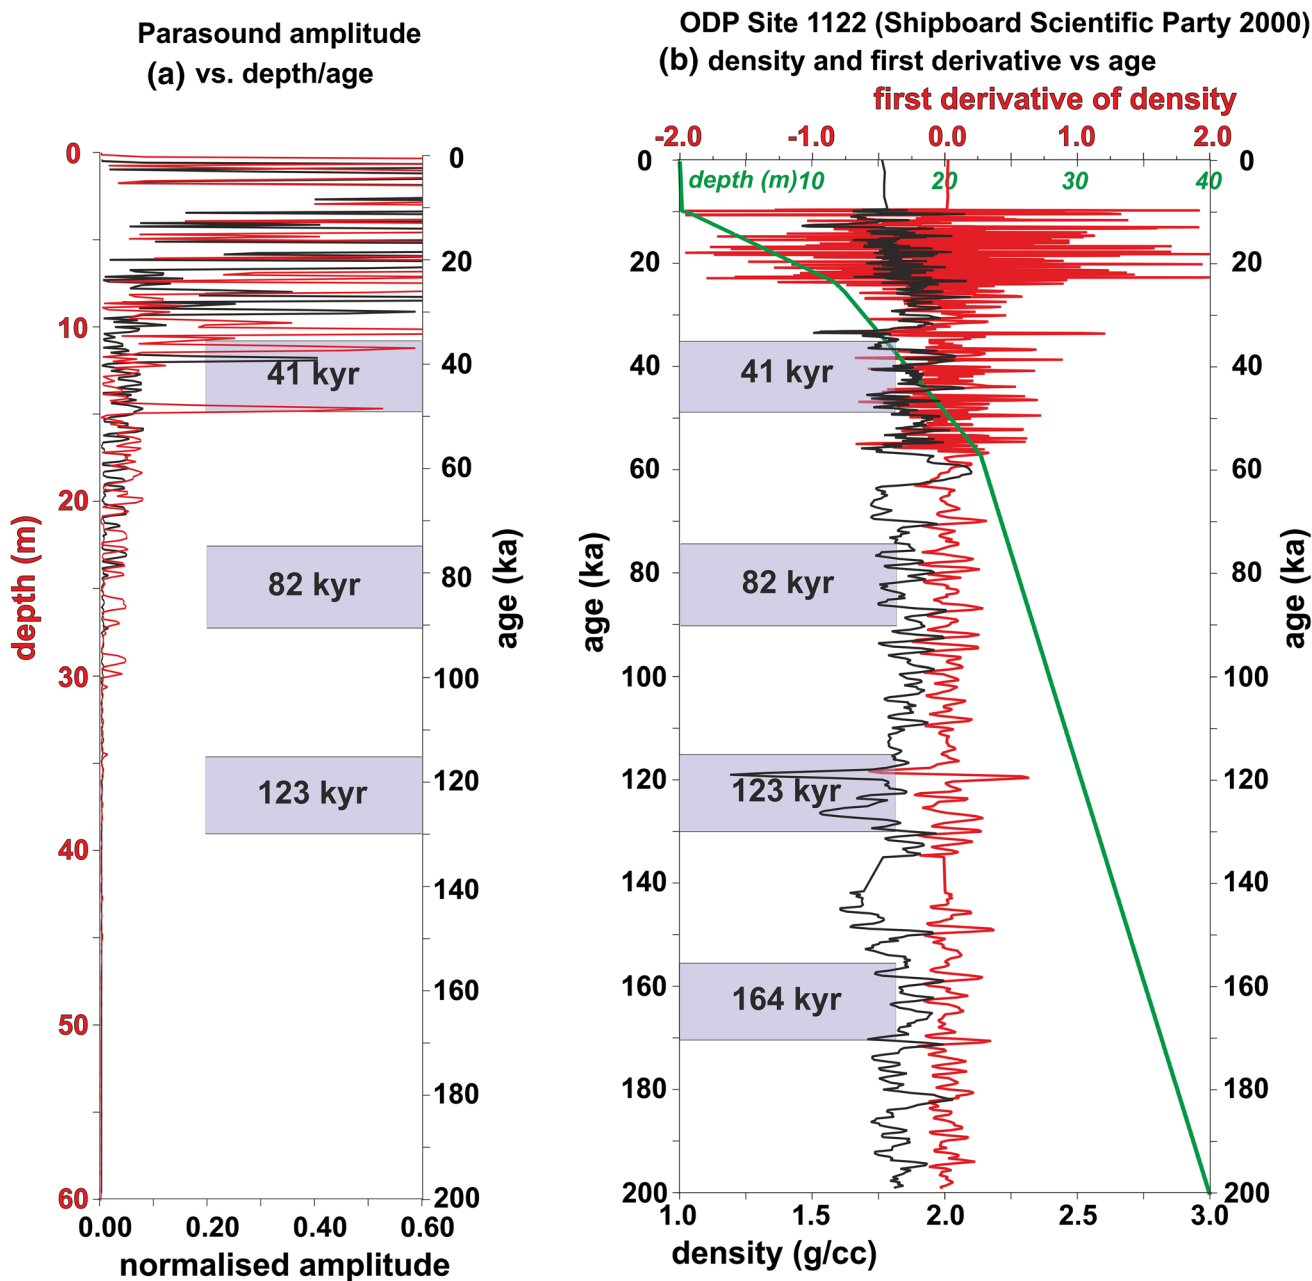 Parasound amplitude
(a) vs. depth/age
ODP Site 1122 (Shipboard Scientific Party 2000)
(b) density and first derivative vs age
first derivative of density
-2.0 -1.0 0.0 1.0 2.0
depth (m) 10 20 30 40
0
10
20
30
40
50
60
depth (m)
0
20
40
60
80
100
120
140
160
180
200
age (ka)
41 kyr
82 kyr
123 kyr
0.00 0.20 0.40 0.60
normalised amplitude
0
20
40
60
80
100
120
140
160
180
200
age (ka)
41 kyr
82 kyr
123 kyr
164 kyr
0
20
40
60
80
100
120
140
160
180
200
age (ka)
1.0 1.5 2.0 2.5 3.0
density (g/cc)